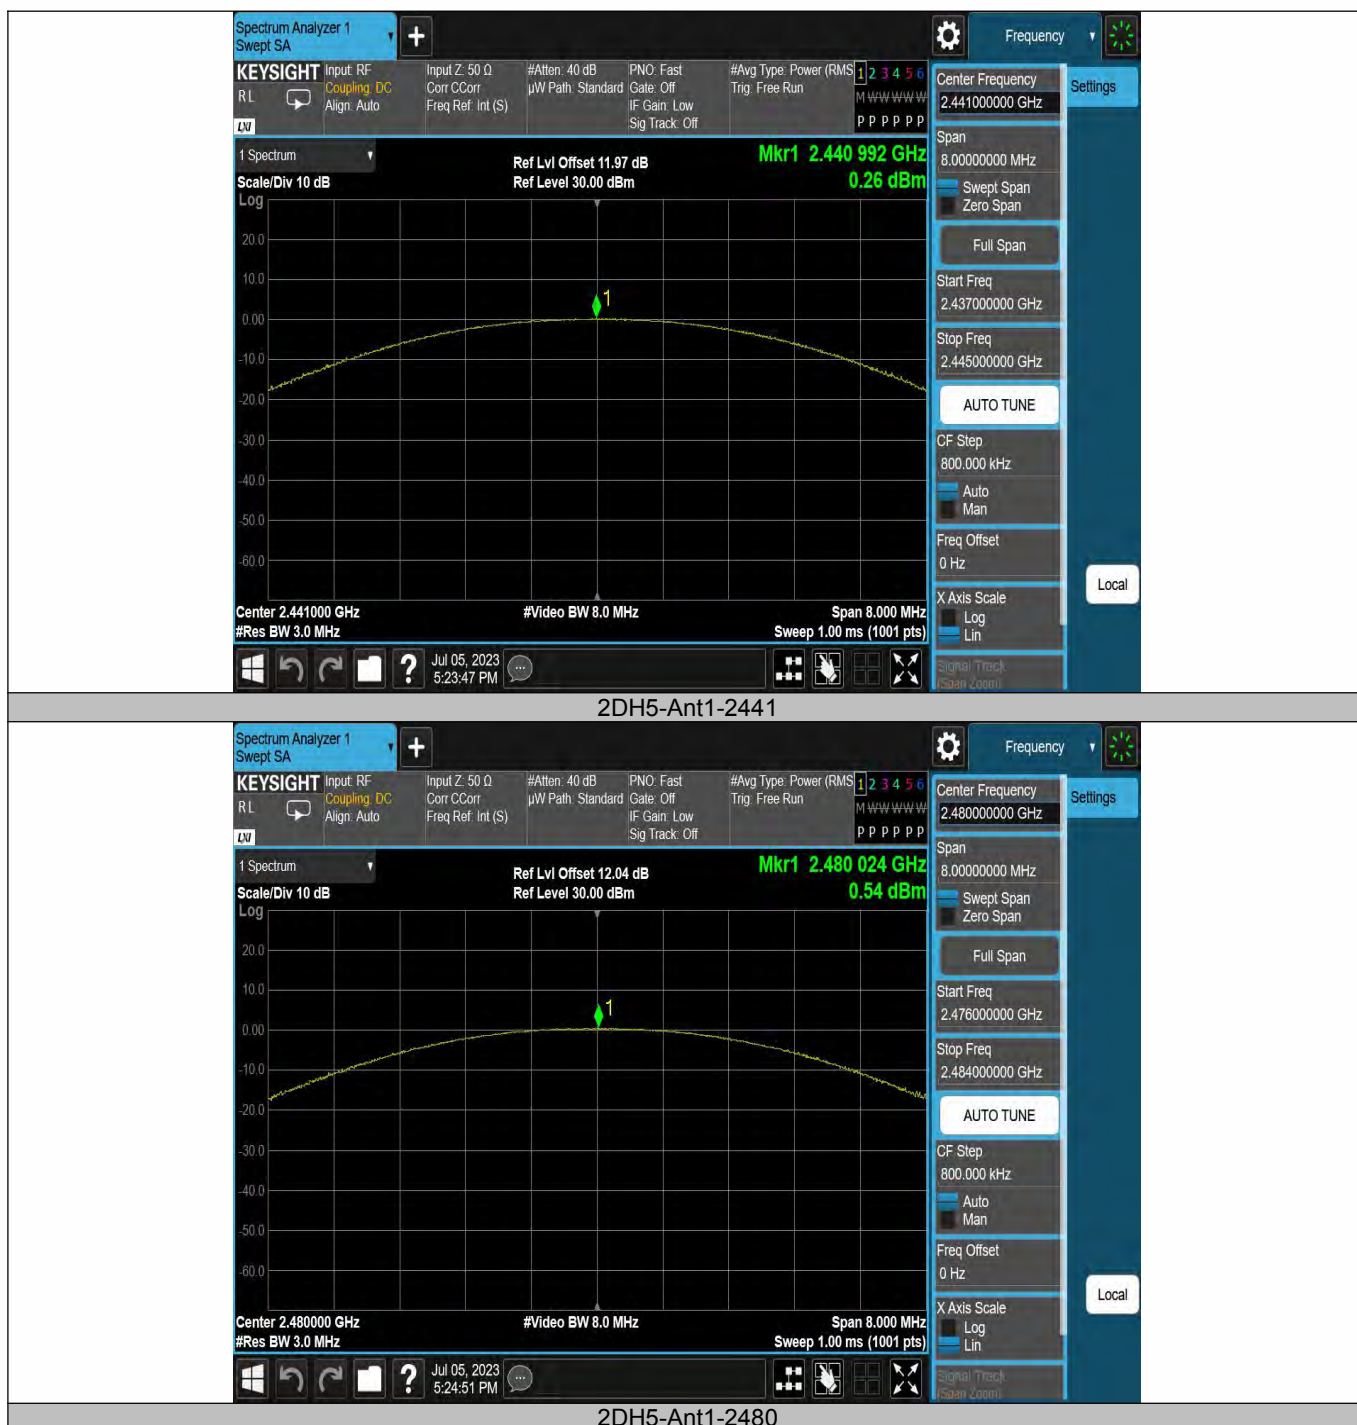 Spectrum Analyzer 1
Swept SA
Frequency
KEYSIGHT
R L
LXI
Input: RF
Coupling: DC
Align: Auto
Input Z: 50 Ω
Corr CCorr
Freq Ref: Int (S)
#Atten: 40 dB
µW Path: Standard
PNO: Fast
Gate: Off
IF Gain: Low
Sig Track: Off
#Avg Type: Power (RMS
Trig: Free Run
1 2 3 4 5 6
M W W W W W
P P P P P P
1 Spectrum
Scale/Div 10 dB
Log
Ref Lvl Offset 11.97 dB
Ref Level 30.00 dBm
Mkr1 2.440 992 GHz
0.26 dBm
1
20.0
10.0
0.00
-10.0
-20.0
-30.0
-40.0
-50.0
-60.0
Center 2.441000 GHz
#Video BW 8.0 MHz
Span 8.000 MHz
#Res BW 3.0 MHz
Sweep 1.00 ms (1001 pts)
Jul 05, 2023
5:23:47 PM
Center Frequency
2.441000000 GHz
Settings
Span
8.00000000 MHz
Swept Span
Zero Span
Full Span
Start Freq
2.437000000 GHz
Stop Freq
2.445000000 GHz
AUTO TUNE
CF Step
800.000 kHz
Auto
Man
Freq Offset
0 Hz
Local
X Axis Scale
Log
Lin
Signal Track
(Span Zoom)
2DH5-Ant1-2441
Spectrum Analyzer 1
Swept SA
Frequency
KEYSIGHT
R L
LXI
Input: RF
Coupling: DC
Align: Auto
Input Z: 50 Ω
Corr CCorr
Freq Ref: Int (S)
#Atten: 40 dB
µW Path: Standard
PNO: Fast
Gate: Off
IF Gain: Low
Sig Track: Off
#Avg Type: Power (RMS
Trig: Free Run
1 2 3 4 5 6
M W W W W W
P P P P P P
1 Spectrum
Scale/Div 10 dB
Log
Ref Lvl Offset 12.04 dB
Ref Level 30.00 dBm
Mkr1 2.480 024 GHz
0.54 dBm
1
20.0
10.0
0.00
-10.0
-20.0
-30.0
-40.0
-50.0
-60.0
Center 2.480000 GHz
#Video BW 8.0 MHz
Span 8.000 MHz
#Res BW 3.0 MHz
Sweep 1.00 ms (1001 pts)
Jul 05, 2023
5:24:51 PM
Center Frequency
2.480000000 GHz
Settings
Span
8.00000000 MHz
Swept Span
Zero Span
Full Span
Start Freq
2.476000000 GHz
Stop Freq
2.484000000 GHz
AUTO TUNE
CF Step
800.000 kHz
Auto
Man
Freq Offset
0 Hz
Local
X Axis Scale
Log
Lin
Signal Track
(Span Zoom)
2DH5-Ant1-2480